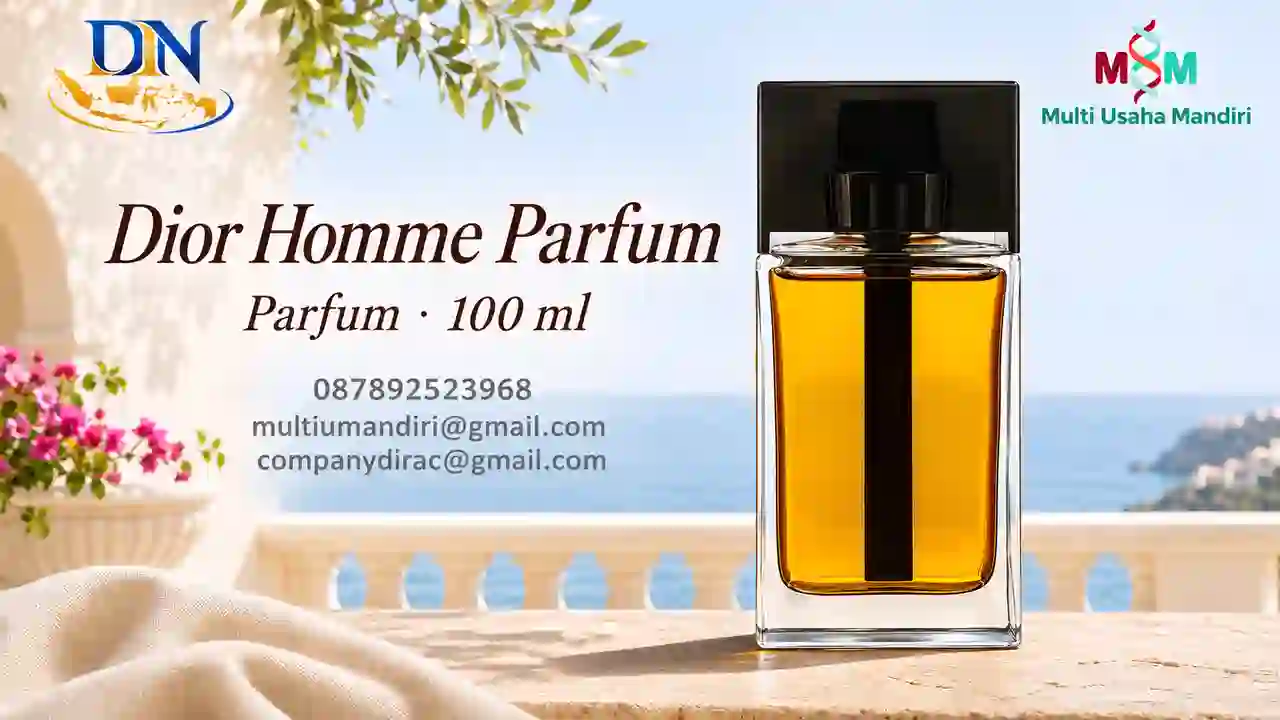 DN
MSM
Multi Usaha Mandiri
Dior Homme Parfum
Parfum · 100 ml
087892523968
multiumandiri@gmail.com
companydirac@gmail.com